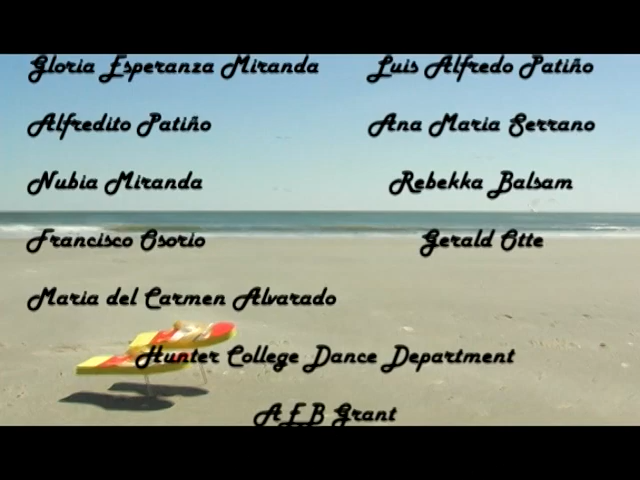 Gloria Esperanza Miranda Luis Alfredo Patiño
Alfredito Patiño Ana Maria Serrano
Nubia Miranda Rebekka Balsam
Francisco Osorio Gerald Otte
Maria del Carmen Alvarado
Hunter College Dance Department
AEB Grant